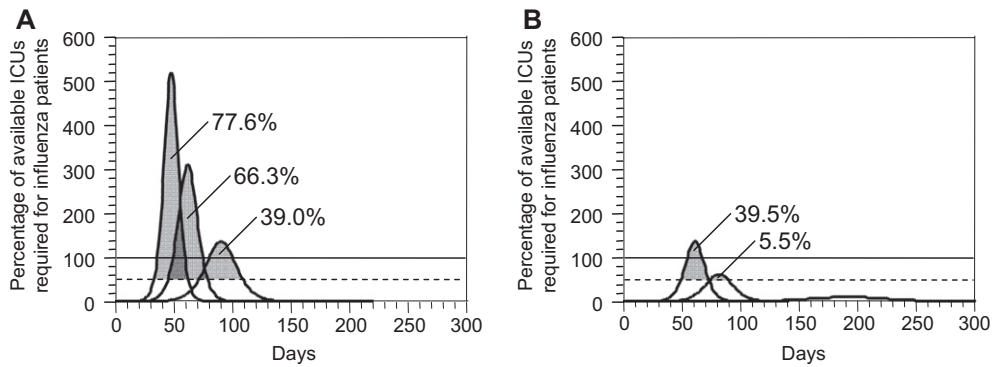 A
Percentage of available ICUs
required for influenza patients
600
500
400
300
200
100
0
77.6%
66.3%
39.0%
0 50 100 150 200 250 300
Days
B
Percentage of available ICUs
required for influenza patients
600
500
400
300
200
100
0
39.5%
5.5%
0 50 100 150 200 250 300
Days